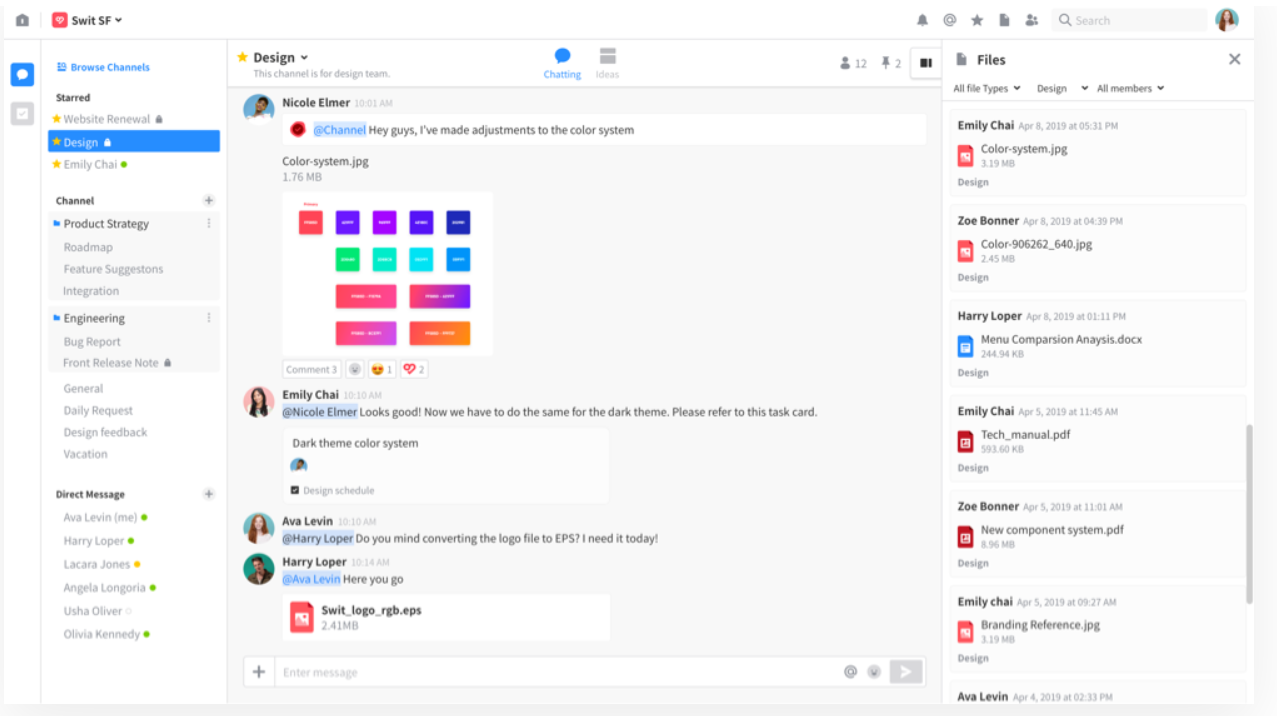 Swit SF
Search
Browse Channels
Starred
Website Renewal
Design
Emily Chai
Channel
Product Strategy
Roadmap
Feature Suggestons
Integration
Engineering
Bug Report
Front Release Note
General
Daily Request
Design feedback
Vacation
Direct Message
Ava Levin (me)
Harry Loper
Lacara Jones
Angela Longoria
Usha Oliver
Olivia Kennedy
Design
This channel is for design team.
Chatting
Ideas
12
2
Nicole Elmer 10:01 AM
@Channel Hey guys, I've made adjustments to the color system
Color-system.jpg
1.76 MB
Primary
Comment 3
1
2
Emily Chai 10:10 AM
@Nicole Elmer Looks good! Now we have to do the same for the dark theme. Please refer to this task card.
Dark theme color system
Design schedule
Ava Levin 10:10 AM
@Harry Loper Do you mind converting the logo file to EPS? I need it today!
Harry Loper 10:14 AM
@Ava Levin Here you go
Swit_logo_rgb.eps
2.41MB
Enter message
Files
All file Types Design All members
Emily Chai Apr 8, 2019 at 05:31 PM
Color-system.jpg
3.19 MB
Design
Zoe Bonner Apr 8, 2019 at 04:39 PM
Color-906262_640.jpg
2.45 MB
Design
Harry Loper Apr 8, 2019 at 01:11 PM
Menu Comparsion Anaysis.docx
244.94 KB
Design
Emily Chai Apr 5, 2019 at 11:45 AM
Tech_manual.pdf
593.60 KB
Design
Zoe Bonner Apr 5, 2019 at 11:01 AM
New component system.pdf
8.96 MB
Design
Emily chai Apr 5, 2019 at 09:27 AM
Branding Reference.jpg
3.19 MB
Design
Ava Levin Apr 4, 2019 at 02:33 PM